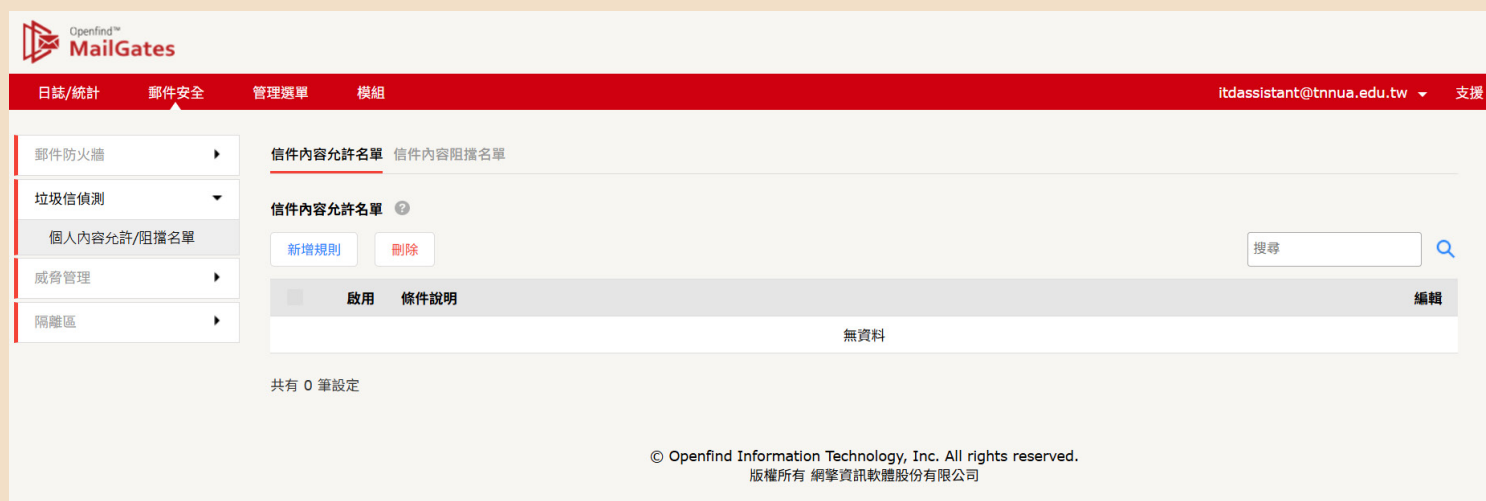 Openfind™
MailGates
日誌/統計 郵件安全 管理選單 模組 itdassistant@tnnua.edu.tw 支援
郵件防火牆
垃圾信偵測
個人內容允許/阻擋名單
威脅管理
隔離區
信件內容允許名單 信件內容阻擋名單
信件內容允許名單 ?
新增規則 刪除 搜尋
啟用 條件說明 編輯
無資料
共有 0 筆設定
© Openfind Information Technology, Inc. All rights reserved.
版權所有 網擎資訊軟體股份有限公司